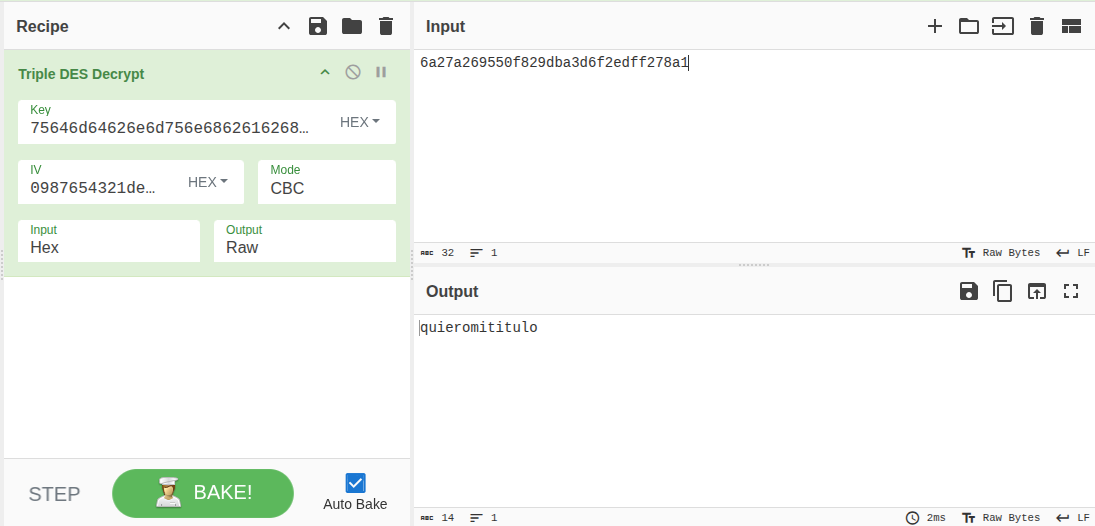 Recipe
Triple DES Decrypt
Key
75646d64626e6d756e6862616268…
HEX
IV
0987654321de…
HEX
Mode
CBC
Input
Hex
Output
Raw
STEP
BAKE!
Auto Bake
Input
6a27a269550f829dba3d6f2edff278a1
ABC 32 1
Tт Raw Bytes LF
Output
quieromititulo
ABC 14 1
2ms Tт Raw Bytes LF